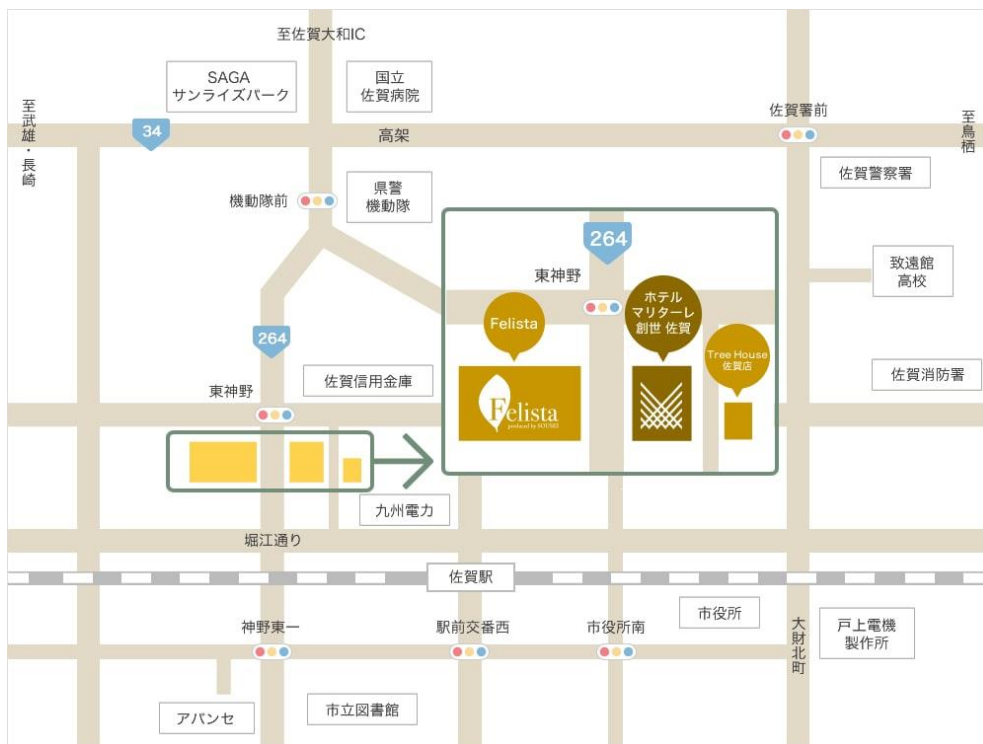 至佐賀大和IC
SAGA
サンライズパーク
国立
佐賀病院
至武雄・長崎
34
高架
佐賀署前
至鳥栖
佐賀警察署
機動隊前
県警
機動隊
264
東神野
致遠館
高校
Felista
ホテル
マリターレ
創世 佐賀
Tree House
佐賀店
Felista
produced by SOUSEI
264
東神野
佐賀信用金庫
佐賀消防署
九州電力
堀江通り
佐賀駅
神野東一
駅前交番西
市役所南
市役所
大財北町
戸上電機
製作所
アバンセ
市立図書館